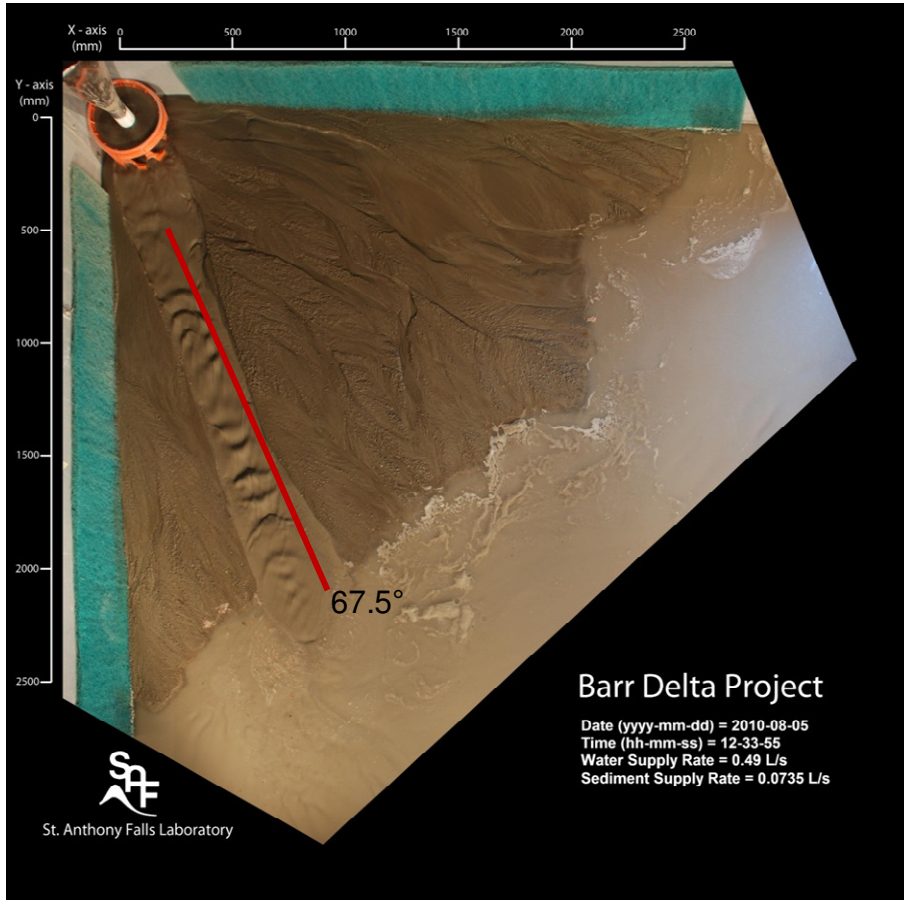 X - axis
(mm)
0
500
1000
1500
2000
2500
Y - axis
(mm)
0
500
1000
1500
2000
2500
67.5°
Barr Delta Project
Date (yyyy-mm-dd) = 2010-08-05
Time (hh-mm-ss) = 12-33-55
Water Supply Rate = 0.49 L/s
Sediment Supply Rate = 0.0735 L/s
SAF
St. Anthony Falls Laboratory